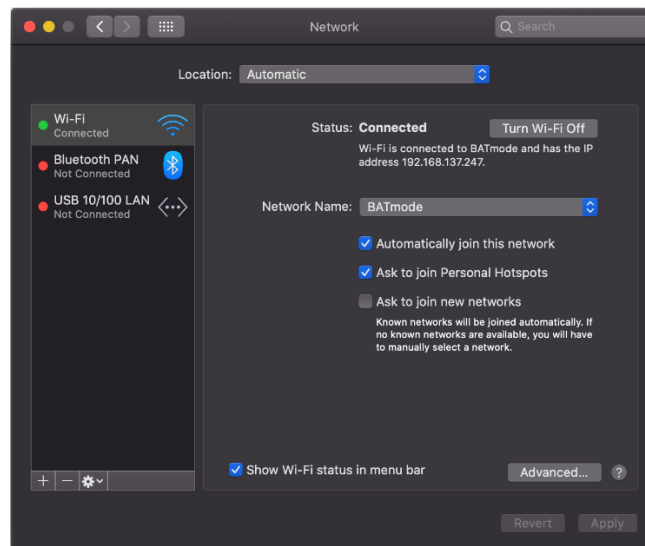 Network
Search
Location: Automatic
Wi-Fi
Connected
Bluetooth PAN
Not Connected
USB 10/100 LAN
Not Connected
Status: Connected
Turn Wi-Fi Off
Wi-Fi is connected to BATmode and has the IP
address 192.168.137.247.
Network Name: BATmode
Automatically join this network
Ask to join Personal Hotspots
Ask to join new networks
Known networks will be joined automatically. If
no known networks are available, you will have
to manually select a network.
Show Wi-Fi status in menu bar
Advanced...
?
Revert
Apply